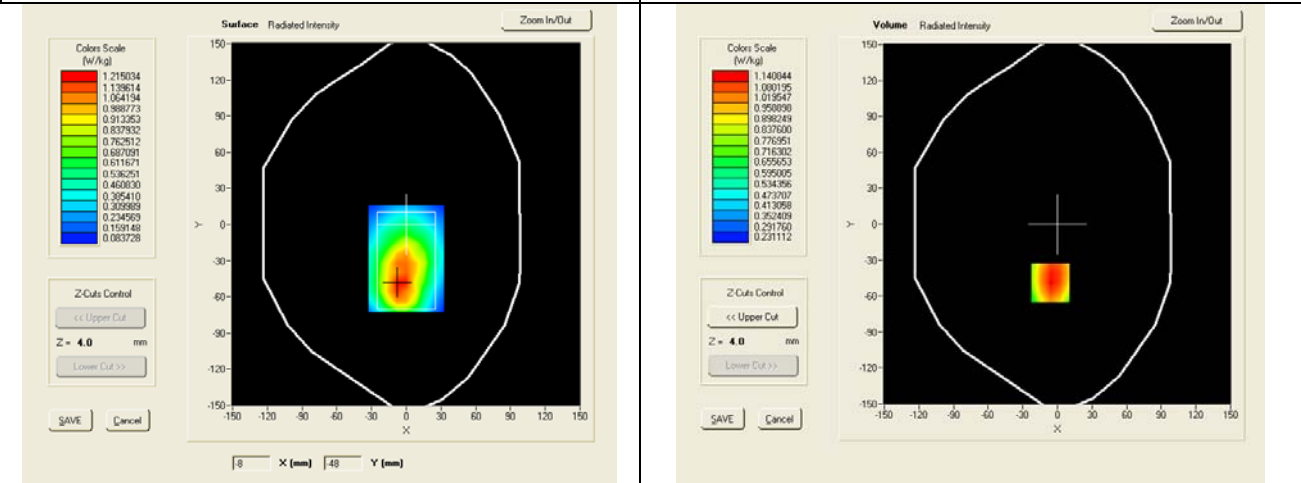 Surface Radiated Intensity
Zoom In/Out
Colors Scale
(W/kg)
1.215034
1.139614
1.064194
0.988773
0.913353
0.837932
0.762512
0.687091
0.611671
0.536251
0.460830
0.385410
0.309989
0.234569
0.159148
0.083728
150
120
90
60
30
0
-30
-60
-90
-120
-150
Y
-150 -120 -90 -60 -30 0 30 60 90 120 150
X
Z-Cuts Control
<< Upper Cut
Z = 4.0 mm
Lower Cut >>
SAVE Cancel
-8 X (mm) -48 Y (mm)
Volume Radiated Intensity
Zoom In/Out
Colors Scale
(W/kg)
1.140844
1.080195
1.019547
0.958898
0.898249
0.837600
0.776951
0.716302
0.655653
0.595005
0.534356
0.473707
0.413058
0.352409
0.291760
0.231112
150
120
90
60
30
0
-30
-60
-90
-120
-150
Y
-150 -120 -90 -60 -30 0 30 60 90 120 150
X
Z-Cuts Control
<< Upper Cut
Z = 4.0 mm
Lower Cut >>
SAVE Cancel